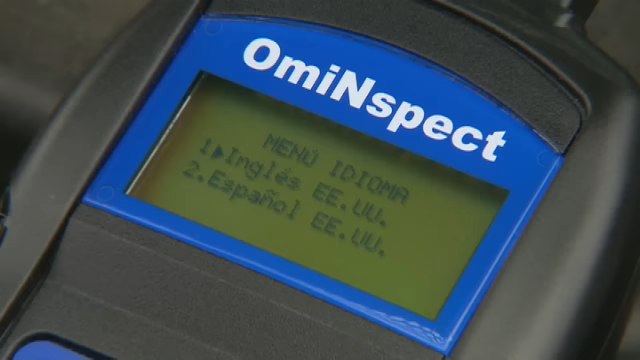 OmiNspect
MENÚ IDIOMA
1▶Inglés EE.UU.
2.Español EE.UU.